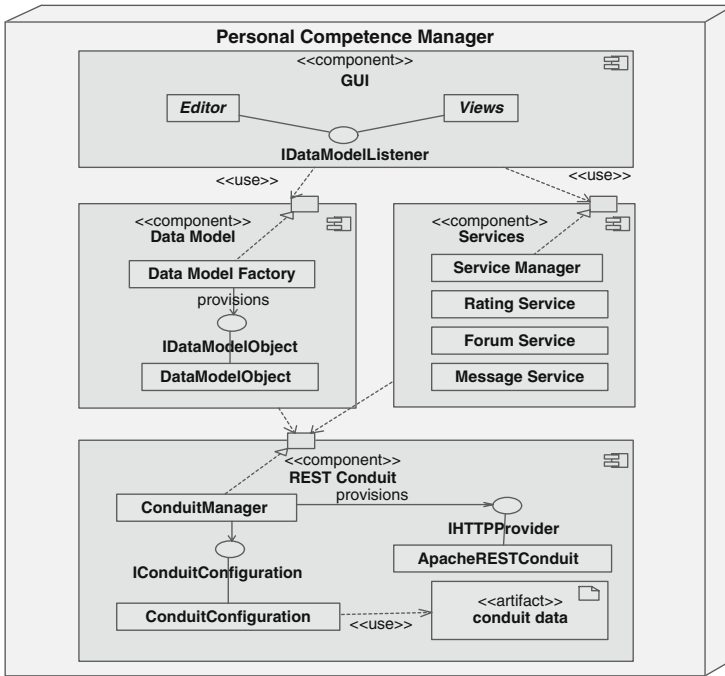 Personal Competence Manager
<<component>>
GUI
Editor
Views
IDataModelListener
<<use>>
<<use>>
<<component>>
Data Model
Data Model Factory
provisions
IDataModelObject
DataModelObject
<<component>>
Services
Service Manager
Rating Service
Forum Service
Message Service
<<component>>
REST Conduit
provisions
ConduitManager
IHTTPProvider
ApacheRESTConduit
IConduitConfiguration
ConduitConfiguration
<<use>>
<<artifact>>
conduit data